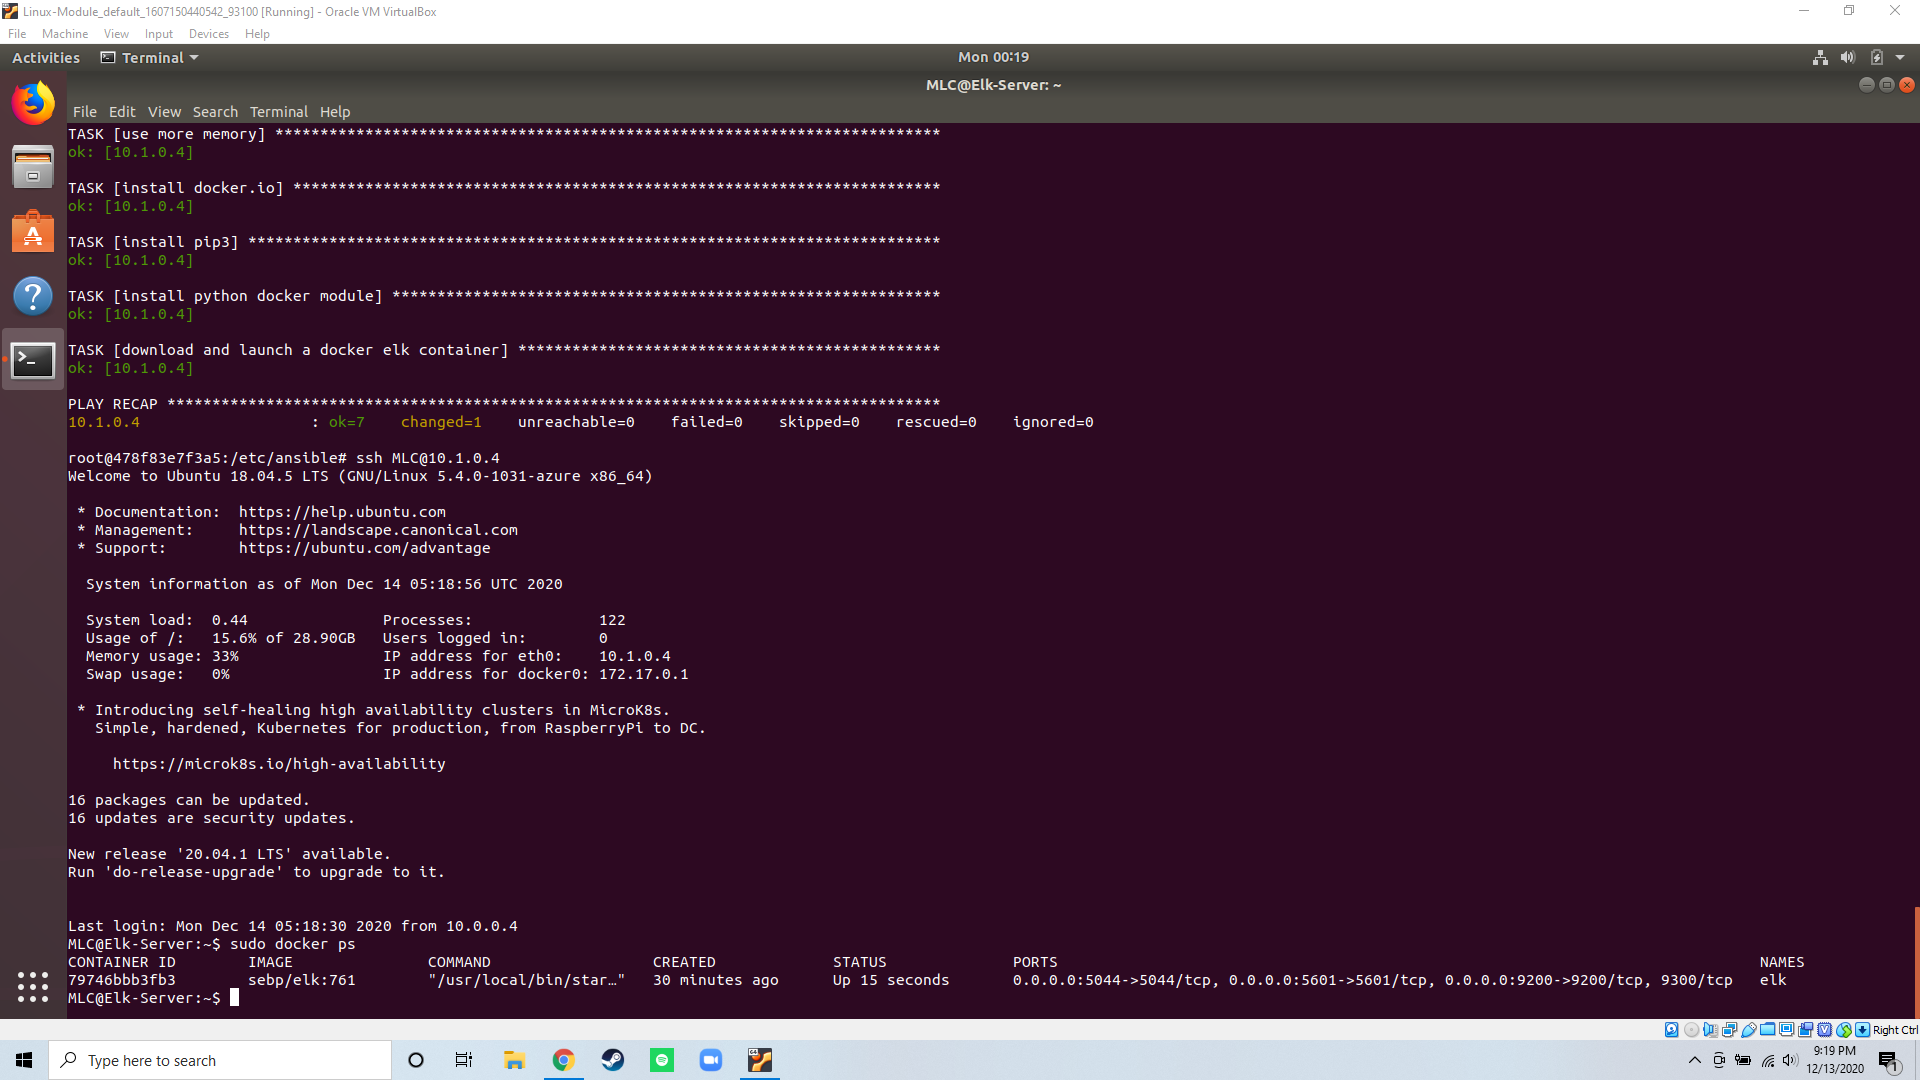 Linux-Module_default_1607150440542_93100 [Running] - Oracle VM VirtualBox
File Machine View Input Devices Help
Activities Terminal Mon 00:19
MLC@Elk-Server: ~
File Edit View Search Terminal Help
TASK [use more memory] **************************************************************************
ok: [10.1.0.4]
TASK [install docker.io] ************************************************************************
ok: [10.1.0.4]
TASK [install pip3] *****************************************************************************
ok: [10.1.0.4]
TASK [install python docker module] *************************************************************
ok: [10.1.0.4]
TASK [download and launch a docker elk container] ***********************************************
ok: [10.1.0.4]
PLAY RECAP **************************************************************************************
10.1.0.4                   : ok=7    changed=1    unreachable=0    failed=0    skipped=0    rescued=0    ignored=0
root@478f83e7f3a5:/etc/ansible# ssh MLC@10.1.0.4
Welcome to Ubuntu 18.04.5 LTS (GNU/Linux 5.4.0-1031-azure x86_64)
 * Documentation:  https://help.ubuntu.com
 * Management:     https://landscape.canonical.com
 * Support:        https://ubuntu.com/advantage
  System information as of Mon Dec 14 05:18:56 UTC 2020
  System load:  0.44               Processes:              122
  Usage of /:   15.6% of 28.90GB   Users logged in:        0
  Memory usage: 33%                IP address for eth0:    10.1.0.4
  Swap usage:   0%                 IP address for docker0: 172.17.0.1
 * Introducing self-healing high availability clusters in MicroK8s.
   Simple, hardened, Kubernetes for production, from RaspberryPi to DC.
     https://microk8s.io/high-availability
16 packages can be updated.
16 updates are security updates.
New release '20.04.1 LTS' available.
Run 'do-release-upgrade' to upgrade to it.
Last login: Mon Dec 14 05:18:30 2020 from 10.0.0.4
MLC@Elk-Server:~$ sudo docker ps
CONTAINER ID        IMAGE               COMMAND                  CREATED             STATUS              PORTS                                                                              NAMES
79746bbb3fb3        sebp/elk:761        "/usr/local/bin/star…"   30 minutes ago      Up 15 seconds       0.0.0.0:5044->5044/tcp, 0.0.0.0:5601->5601/tcp, 0.0.0.0:9200->9200/tcp, 9300/tcp   elk
MLC@Elk-Server:~$
Right Ctrl
Type here to search
9:19 PM
12/13/2020
1